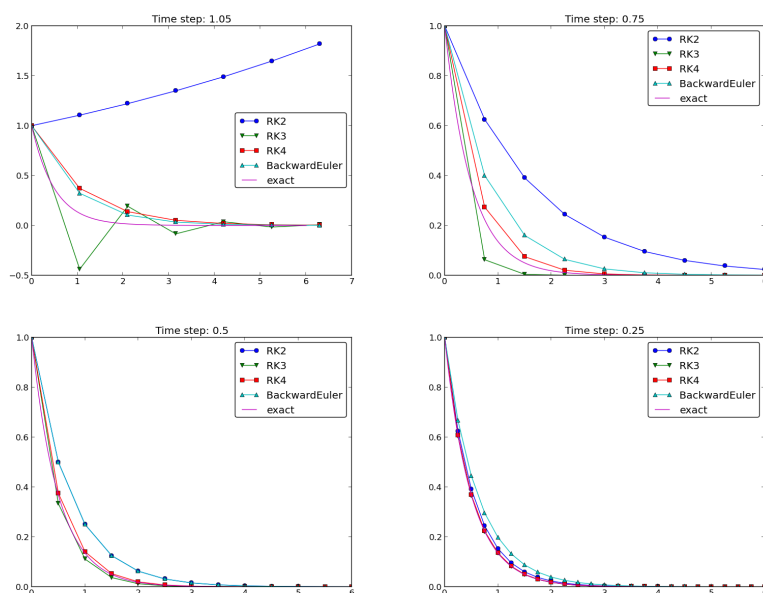 Time step: 1.05
2.0
1.5
1.0
0.5
0.0
−0.5
0 1 2 3 4 5 6 7
RK2
RK3
RK4
BackwardEuler
exact
Time step: 0.75
1.0
0.8
0.6
0.4
0.2
0.0
0 1 2 3 4 5 6
RK2
RK3
RK4
BackwardEuler
exact
Time step: 0.5
1.0
0.8
0.6
0.4
0.2
0.0
0 1 2 3 4 5 6
RK2
RK3
RK4
BackwardEuler
exact
Time step: 0.25
1.0
0.8
0.6
0.4
0.2
0.0
0 1 2 3 4 5
RK2
RK3
RK4
BackwardEuler
exact